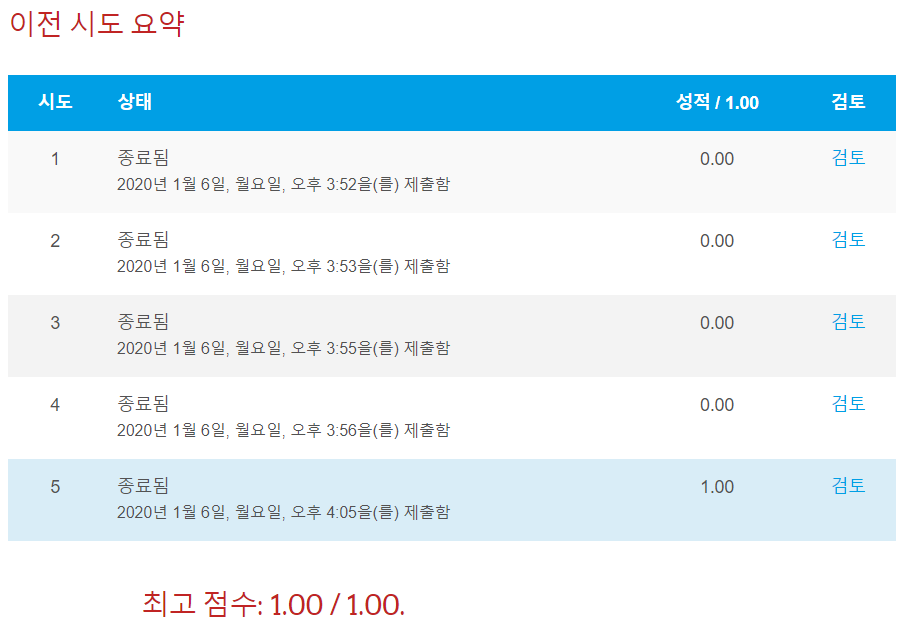 이전 시도 요약
시도 상태 성적 / 1.00 검토
1 종료됨 0.00 검토
2020년 1월 6일, 월요일, 오후 3:52을(를) 제출함
2 종료됨 0.00 검토
2020년 1월 6일, 월요일, 오후 3:53을(를) 제출함
3 종료됨 0.00 검토
2020년 1월 6일, 월요일, 오후 3:55을(를) 제출함
4 종료됨 0.00 검토
2020년 1월 6일, 월요일, 오후 3:56을(를) 제출함
5 종료됨 1.00 검토
2020년 1월 6일, 월요일, 오후 4:05을(를) 제출함
최고 점수: 1.00 / 1.00.